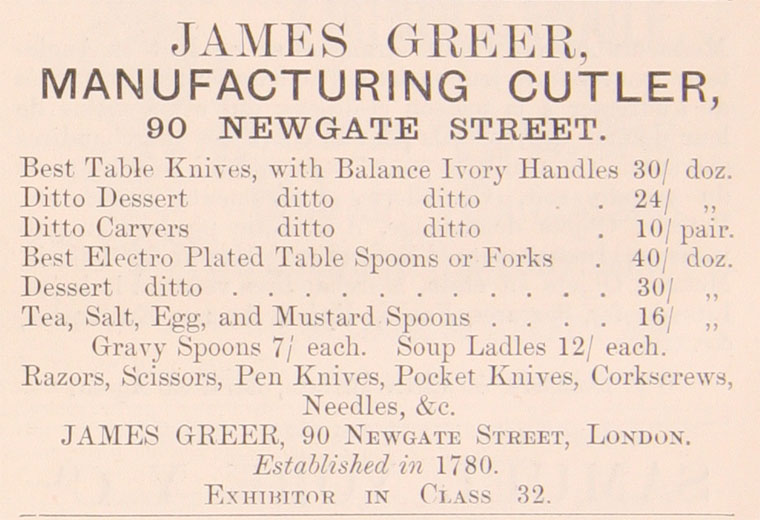 JAMES GREER,
MANUFACTURING CUTLER,
90 NEWGATE STREET.
Best Table Knives, with Balance Ivory Handles 30/ doz.
Ditto Dessert ditto ditto . . 24/ „
Ditto Carvers ditto ditto . 10/ pair.
Best Electro Plated Table Spoons or Forks . 40/ doz.
Dessert ditto . . . . . . . . . . . . 30/ „
Tea, Salt, Egg, and Mustard Spoons . . . . 16/ „
Gravy Spoons 7/ each. Soup Ladles 12/ each.
Razors, Scissors, Pen Knives, Pocket Knives, Corkscrews,
Needles, &c.
JAMES GREER, 90 NEWGATE STREET, LONDON.
Established in 1780.
EXHIBITOR IN CLASS 32.